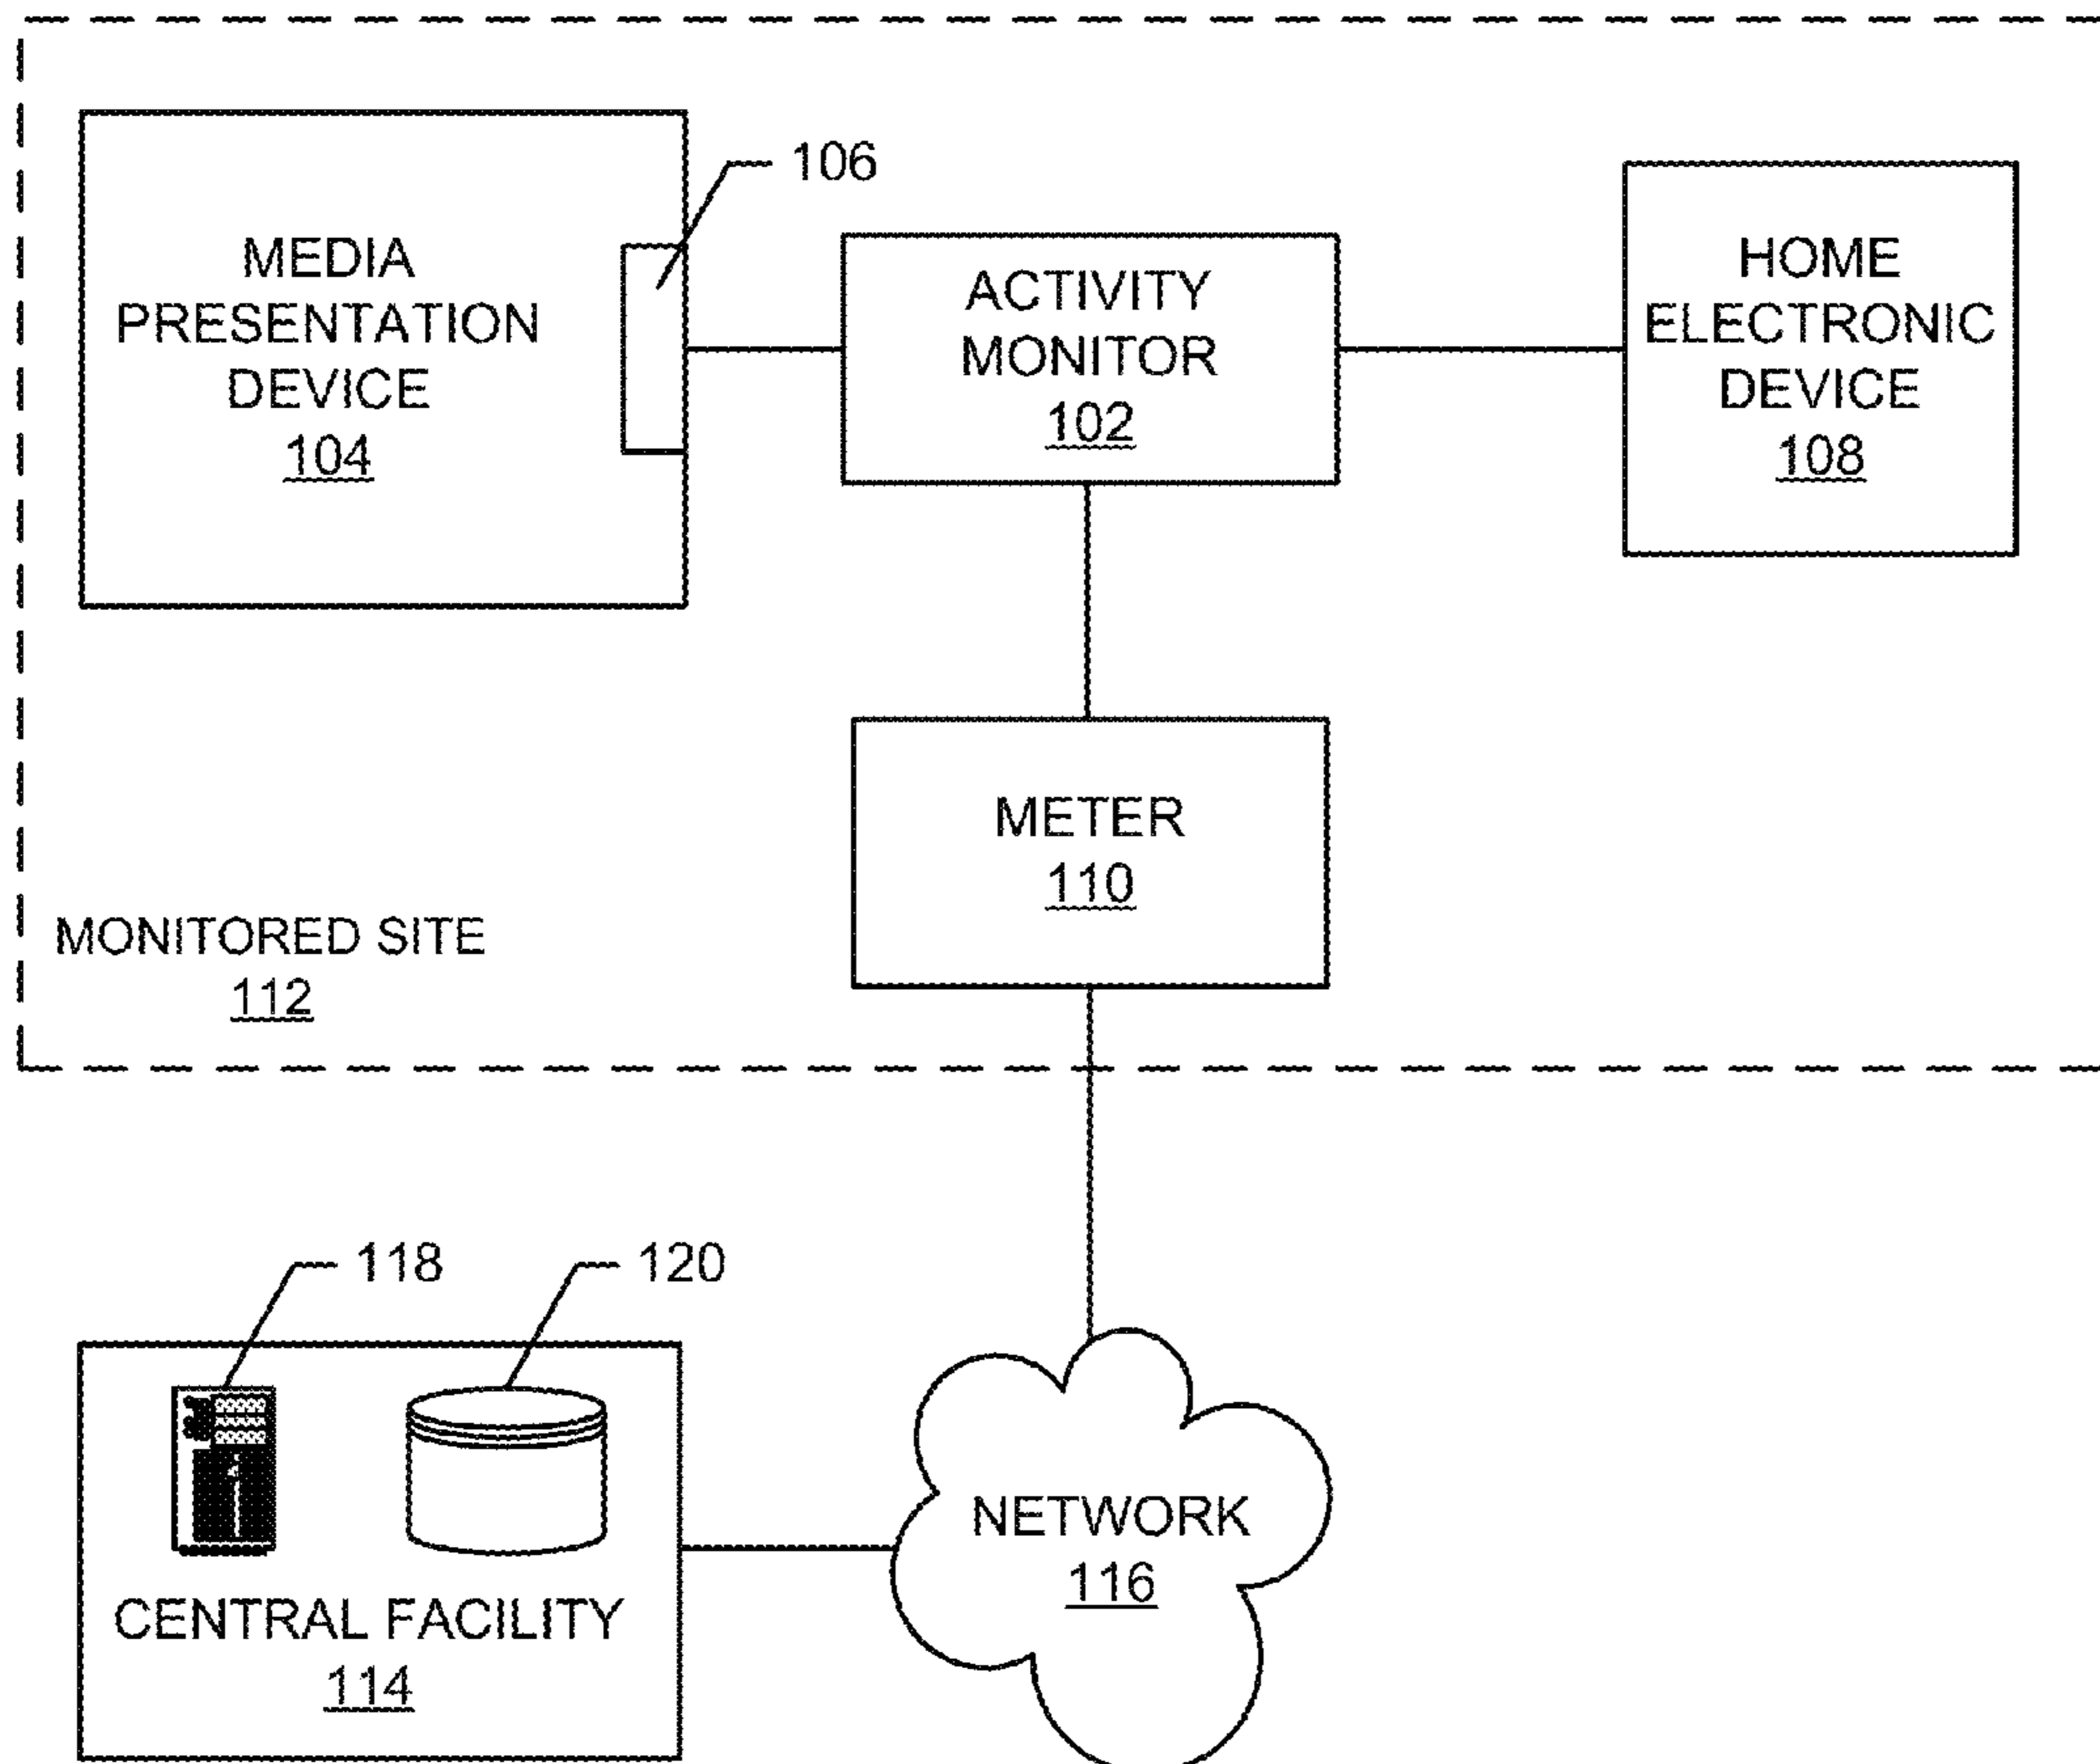 MEDIA
PRESENTATION
DEVICE
104
106
ACTIVITY
MONITOR
102
HOME
ELECTRONIC
DEVICE
108
METER
110
MONITORED SITE
112
118
120
CENTRAL FACILITY
114
NETWORK
116